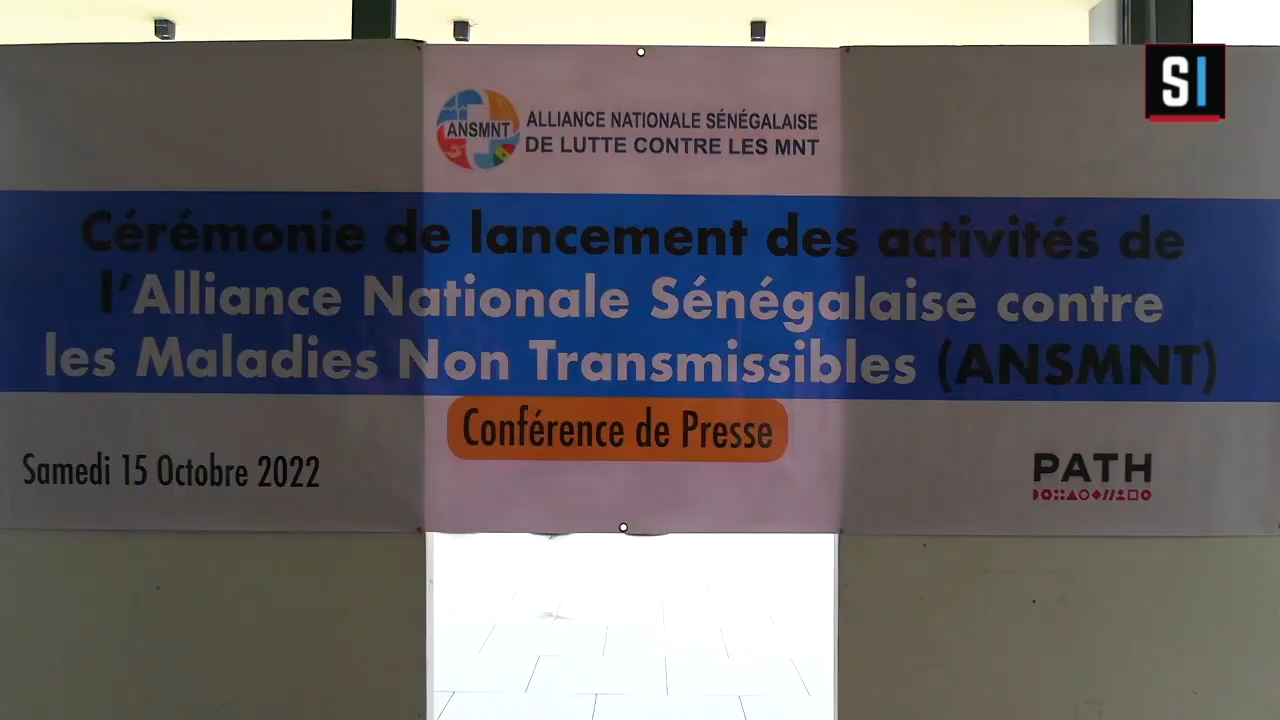 SI
ANSMNT
ALLIANCE NATIONALE SÉNÉGALAISE
DE LUTTE CONTRE LES MNT
Cérémonie de lancement des activités de
l'Alliance Nationale Sénégalaise contre
les Maladies Non Transmissibles (ANSMNT)
Conférence de Presse
Samedi 15 Octobre 2022
PATH